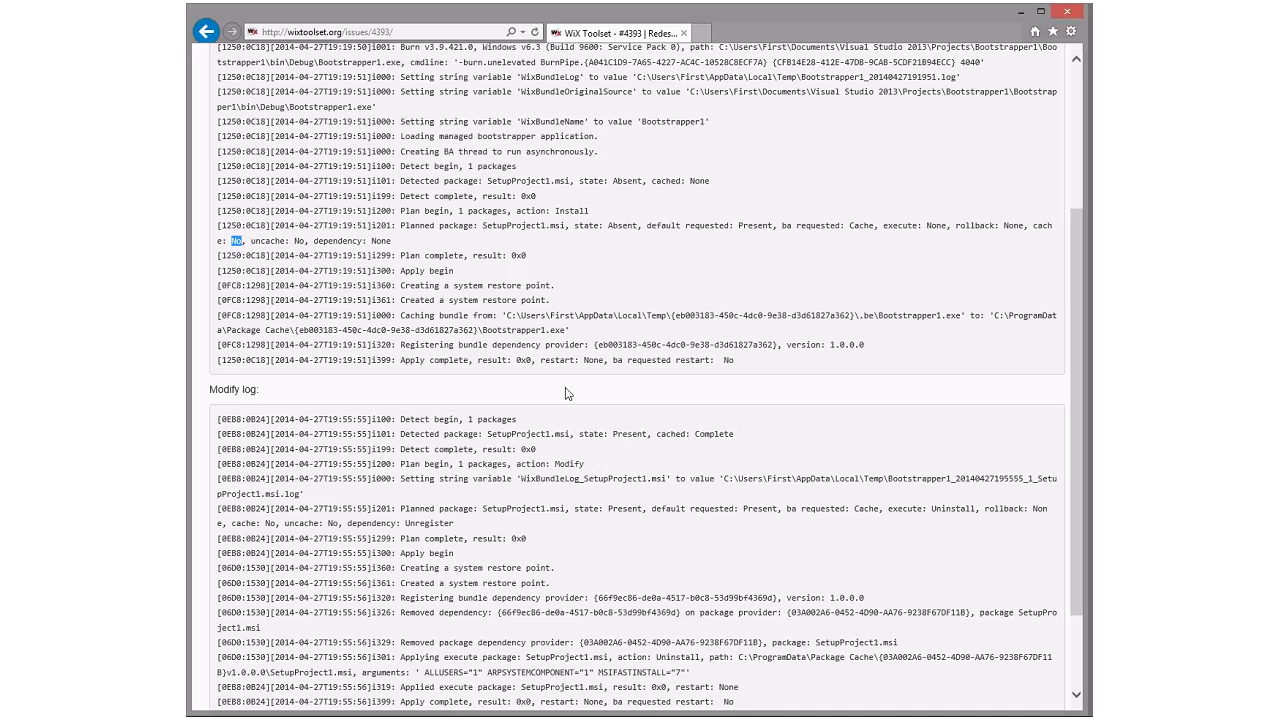 http://wixtoolset.org/issues/4393/
WiX Toolset - #4393 | Redes...
[1250:0C18][2014-04-27T19:19:51]i001: Burn v3.9.421.0, Windows v6.3 (Build 9600: Service Pack 0), path: C:\Users\First\Documents\Visual Studio 2013\Projects\Bootstrapper1\Boo
tstrapper1\bin\Debug\Bootstrapper1.exe, cmdline: '-burn.unelevated BurnPipe.{A041C1D9-7A65-4227-AC4C-10528C8ECF7A} {CFB14E28-412E-47DB-9CAB-5CDF21B94ECC} 4040'
[1250:0C18][2014-04-27T19:19:51]i000: Setting string variable 'WixBundleLog' to value 'C:\Users\First\AppData\Local\Temp\Bootstrapper1_20140427191951.log'
[1250:0C18][2014-04-27T19:19:51]i000: Setting string variable 'WixBundleOriginalSource' to value 'C:\Users\First\Documents\Visual Studio 2013\Projects\Bootstrapper1\Bootstrap
per1\bin\Debug\Bootstrapper1.exe'
[1250:0C18][2014-04-27T19:19:51]i000: Setting string variable 'WixBundleName' to value 'Bootstrapper1'
[1250:0C18][2014-04-27T19:19:51]i000: Loading managed bootstrapper application.
[1250:0C18][2014-04-27T19:19:51]i000: Creating BA thread to run asynchronously.
[1250:0C18][2014-04-27T19:19:51]i100: Detect begin, 1 packages
[1250:0C18][2014-04-27T19:19:51]i101: Detected package: SetupProject1.msi, state: Absent, cached: None
[1250:0C18][2014-04-27T19:19:51]i199: Detect complete, result: 0x0
[1250:0C18][2014-04-27T19:19:51]i200: Plan begin, 1 packages, action: Install
[1250:0C18][2014-04-27T19:19:51]i201: Planned package: SetupProject1.msi, state: Absent, default requested: Present, ba requested: Cache, execute: None, rollback: None, cach
e: No, uncache: No, dependency: None
[1250:0C18][2014-04-27T19:19:51]i299: Plan complete, result: 0x0
[1250:0C18][2014-04-27T19:19:51]i300: Apply begin
[0FC8:1298][2014-04-27T19:19:51]i360: Creating a system restore point.
[0FC8:1298][2014-04-27T19:19:51]i361: Created a system restore point.
[0FC8:1298][2014-04-27T19:19:51]i000: Caching bundle from: 'C:\Users\First\AppData\Local\Temp\{eb003183-450c-4dc0-9e38-d3d61827a362}\.be\Bootstrapper1.exe' to: 'C:\ProgramDat
a\Package Cache\{eb003183-450c-4dc0-9e38-d3d61827a362}\Bootstrapper1.exe'
[0FC8:1298][2014-04-27T19:19:51]i320: Registering bundle dependency provider: {eb003183-450c-4dc0-9e38-d3d61827a362}, version: 1.0.0.0
[1250:0C18][2014-04-27T19:19:51]i399: Apply complete, result: 0x0, restart: None, ba requested restart:  No
Modify log:
[0EB8:0B24][2014-04-27T19:55:55]i100: Detect begin, 1 packages
[0EB8:0B24][2014-04-27T19:55:55]i101: Detected package: SetupProject1.msi, state: Present, cached: Complete
[0EB8:0B24][2014-04-27T19:55:55]i199: Detect complete, result: 0x0
[0EB8:0B24][2014-04-27T19:55:55]i200: Plan begin, 1 packages, action: Modify
[0EB8:0B24][2014-04-27T19:55:55]i000: Setting string variable 'WixBundleLog_SetupProject1.msi' to value 'C:\Users\First\AppData\Local\Temp\Bootstrapper1_20140427195555_1_Setu
pProject1.msi.log'
[0EB8:0B24][2014-04-27T19:55:55]i201: Planned package: SetupProject1.msi, state: Present, default requested: Present, ba requested: Cache, execute: Uninstall, rollback: Non
e, cache: No, uncache: No, dependency: Unregister
[0EB8:0B24][2014-04-27T19:55:55]i299: Plan complete, result: 0x0
[0EB8:0B24][2014-04-27T19:55:55]i300: Apply begin
[06D0:1530][2014-04-27T19:55:55]i360: Creating a system restore point.
[06D0:1530][2014-04-27T19:55:56]i361: Created a system restore point.
[06D0:1530][2014-04-27T19:55:56]i320: Registering bundle dependency provider: {66f9ec86-de0a-4517-b0c8-53d99bf4369d}, version: 1.0.0.0
[06D0:1530][2014-04-27T19:55:56]i326: Removed dependency: {66f9ec86-de0a-4517-b0c8-53d99bf4369d} on package provider: {03A002A6-0452-4D90-AA76-9238F67DF11B}, package SetupPro
ject1.msi
[06D0:1530][2014-04-27T19:55:56]i329: Removed package dependency provider: {03A002A6-0452-4D90-AA76-9238F67DF11B}, package: SetupProject1.msi
[06D0:1530][2014-04-27T19:55:56]i301: Applying execute package: SetupProject1.msi, action: Uninstall, path: C:\ProgramData\Package Cache\{03A002A6-0452-4D90-AA76-9238F67DF11
B}v1.0.0.0\SetupProject1.msi, arguments: ' ALLUSERS="1" ARPSYSTEMCOMPONENT="1" MSIFASTINSTALL="7"'
[06D0:1530][2014-04-27T19:55:56]i319: Applied execute package: SetupProject1.msi, result: 0x0, restart: None
[0EB8:0B24][2014-04-27T19:55:56]i399: Apply complete, result: 0x0, restart: None, ba requested restart:  No